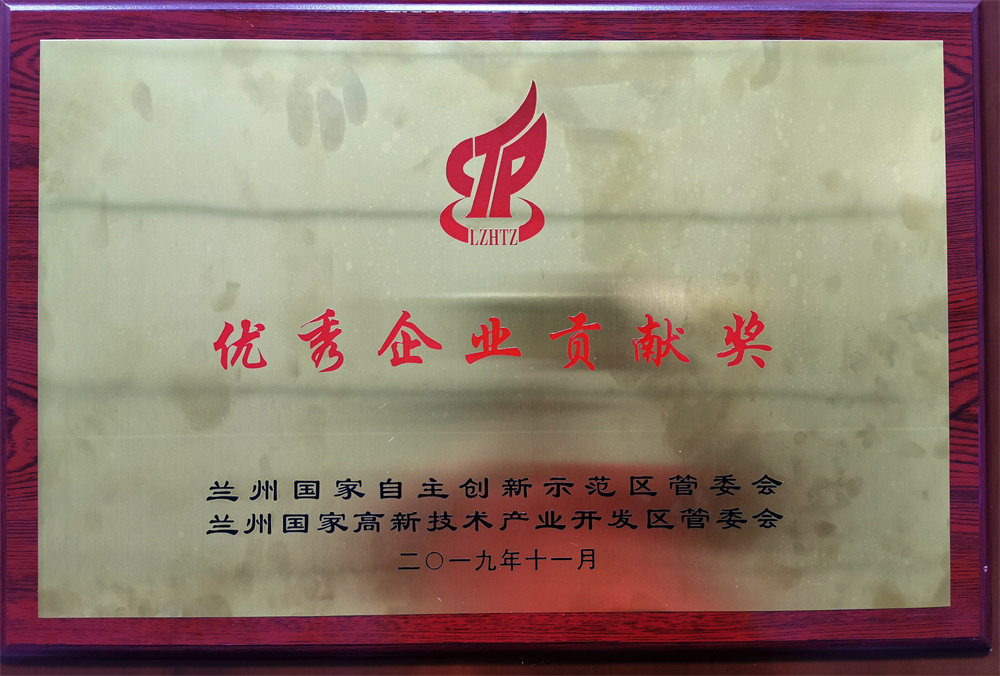 LZHTZ
优秀企业贡献奖
兰州国家自主创新示范区管委会
兰州国家高新技术产业开发区管委会
二〇一九年十一月